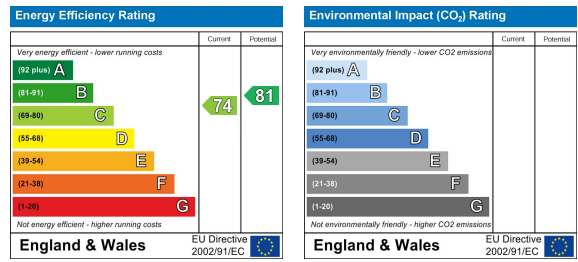 Energy Efficiency Rating
Current Potential
Very energy efficient - lower running costs
(92 plus) A
(81-91) B
(69-80) C
(55-68) D
(39-54) E
(21-38) F
(1-20) G
74
81
Not energy efficient - higher running costs
England & Wales
EU Directive
2002/91/EC
Environmental Impact (CO2) Rating
Current Potential
Very environmentally friendly - lower CO2 emissions
(92 plus) A
(81-91) B
(69-80) C
(55-68) D
(39-54) E
(21-38) F
(1-20) G
Not environmentally friendly - higher CO2 emissions
England & Wales
EU Directive
2002/91/EC